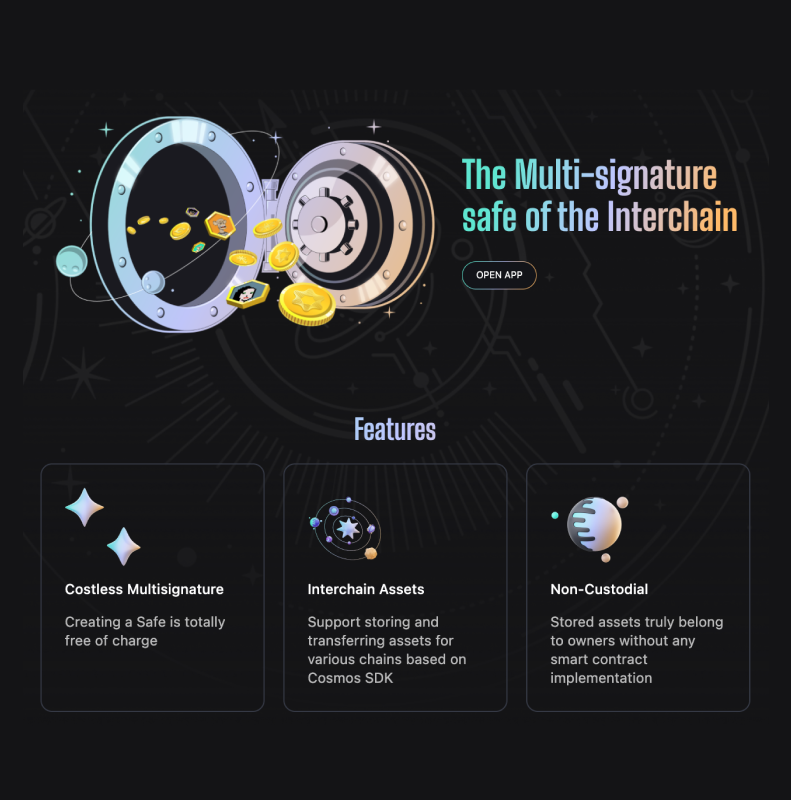 The Multi-signature
safe of the Interchain
OPEN APP
Features
Costless Multisignature
Creating a Safe is totally
free of charge
Interchain Assets
Support storing and
transferring assets for
various chains based on
Cosmos SDK
Non-Custodial
Stored assets truly belong
to owners without any
smart contract
implementation